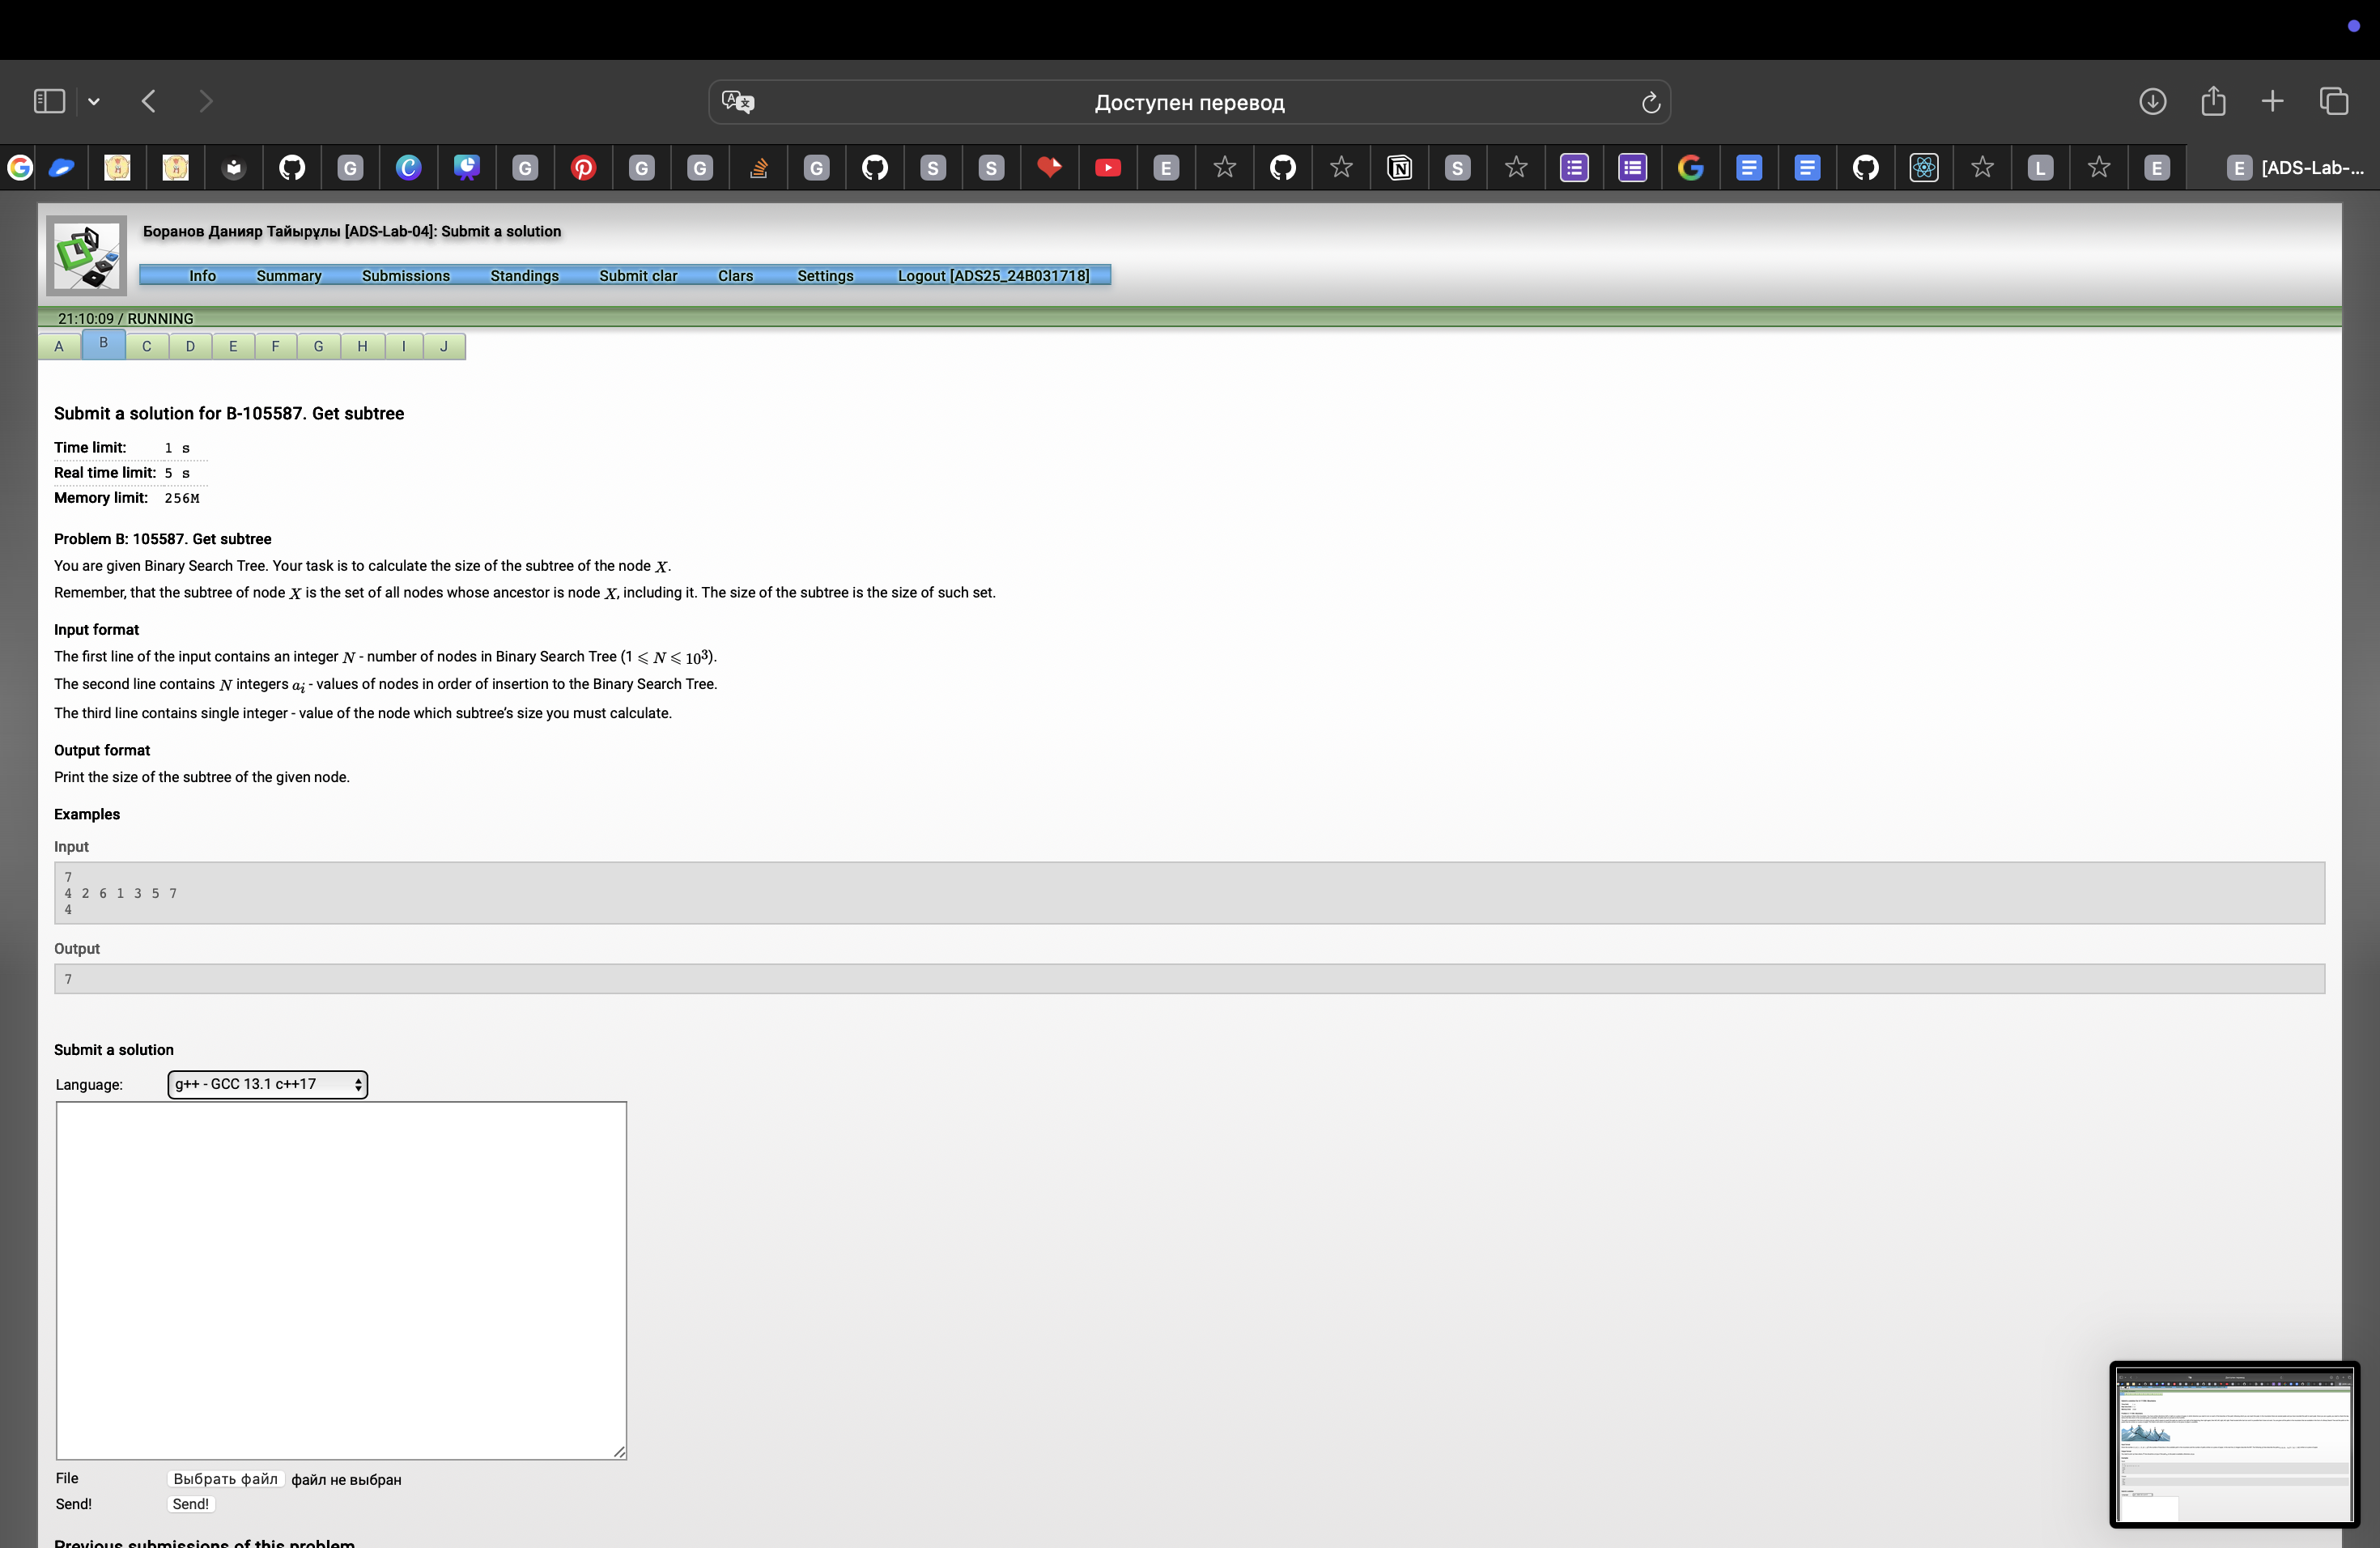 Доступен перевод
[ADS-Lab-...
Боранов Данияр Тайырұлы [ADS-Lab-04]: Submit a solution
Info Summary Submissions Standings Submit clar Clars Settings Logout [ADS25_24B031718]
21:10:09 / RUNNING
A B C D E F G H I J
Submit a solution for B-105587. Get subtree
Time limit: 1 s
Real time limit: 5 s
Memory limit: 256M
Problem B: 105587. Get subtree
You are given Binary Search Tree. Your task is to calculate the size of the subtree of the node X.
Remember, that the subtree of node X is the set of all nodes whose ancestor is node X, including it. The size of the subtree is the size of such set.
Input format
The first line of the input contains an integer N - number of nodes in Binary Search Tree (1 ⩽ N ⩽ 10³).
The second line contains N integers aᵢ - values of nodes in order of insertion to the Binary Search Tree.
The third line contains single integer - value of the node which subtree’s size you must calculate.
Output format
Print the size of the subtree of the given node.
Examples
Input
7
4 2 6 1 3 5 7
4
Output
7
Submit a solution
Language: g++ - GCC 13.1 c++17
File Выбрать файл файл не выбран
Send! Send!
Previous submissions of this problem